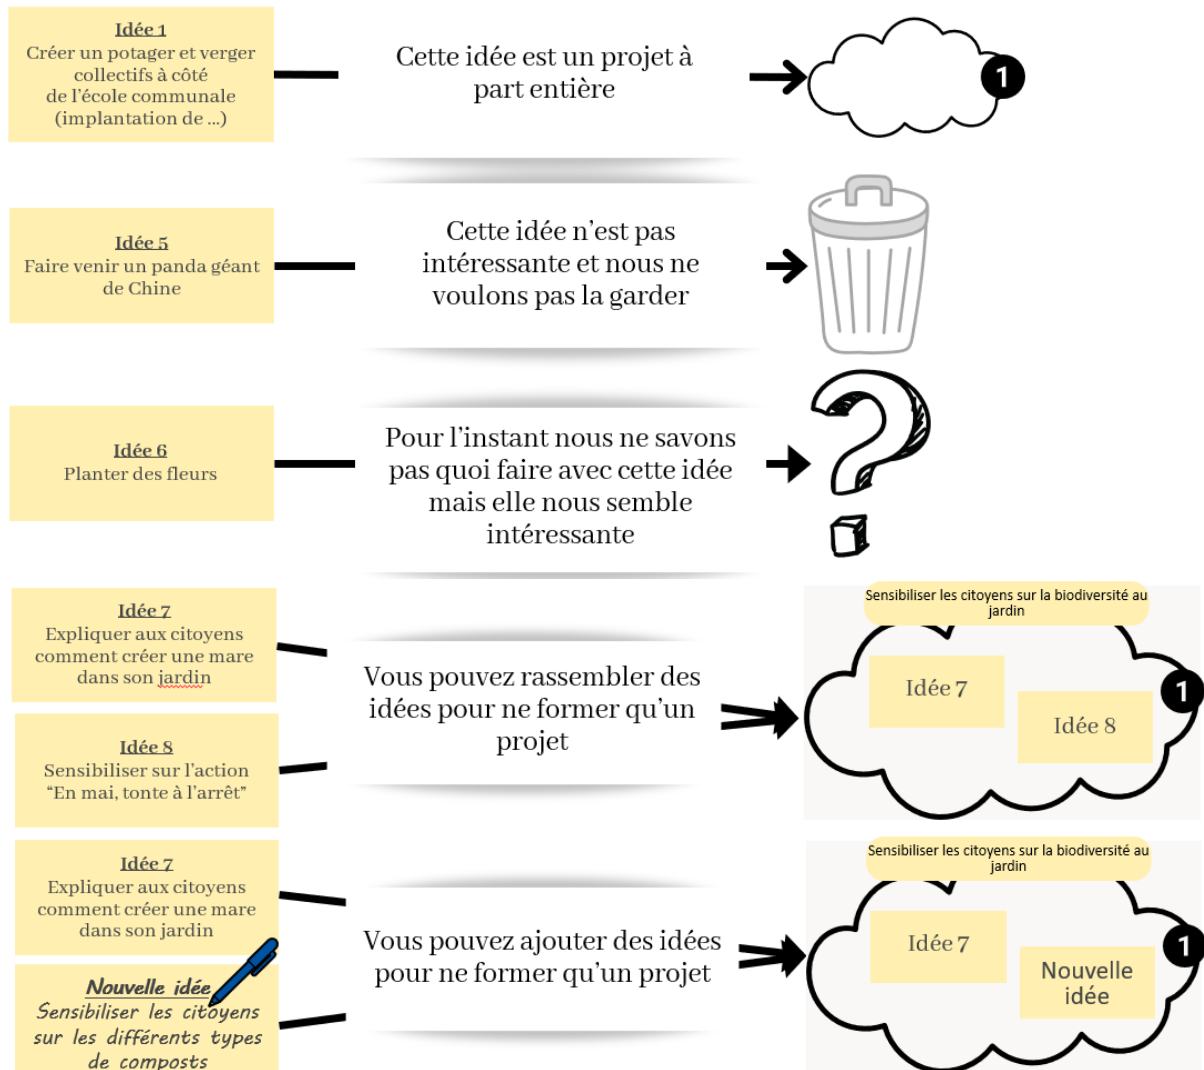 Idée 1
Créer un potager et verger
collectifs à côté
de l'école communale
(implantation de ...)
Cette idée est un projet à
part entière
1
Idée 5
Faire venir un panda géant
de Chine
Cette idée n'est pas
intéressante et nous ne
voulons pas la garder
Idée 6
Planter des fleurs
Pour l'instant nous ne savons
pas quoi faire avec cette idée
mais elle nous semble
intéressante
?
Idée 7
Expliquer aux citoyens
comment créer une mare
dans son jardin
Idée 8
Sensibiliser sur l'action
"En mai, tonte à l'arrêt"
Vous pouvez rassembler des
idées pour ne former qu'un
projet
Sensibiliser les citoyens sur la biodiversité au
jardin
Idée 7
Idée 8
1
Idée 7
Expliquer aux citoyens
comment créer une mare
dans son jardin
Nouvelle idée
Sensibiliser les citoyens
sur les différents types
de composts
Vous pouvez ajouter des idées
pour ne former qu'un projet
Sensibiliser les citoyens sur la biodiversité au
jardin
Idée 7
Nouvelle
idée
1